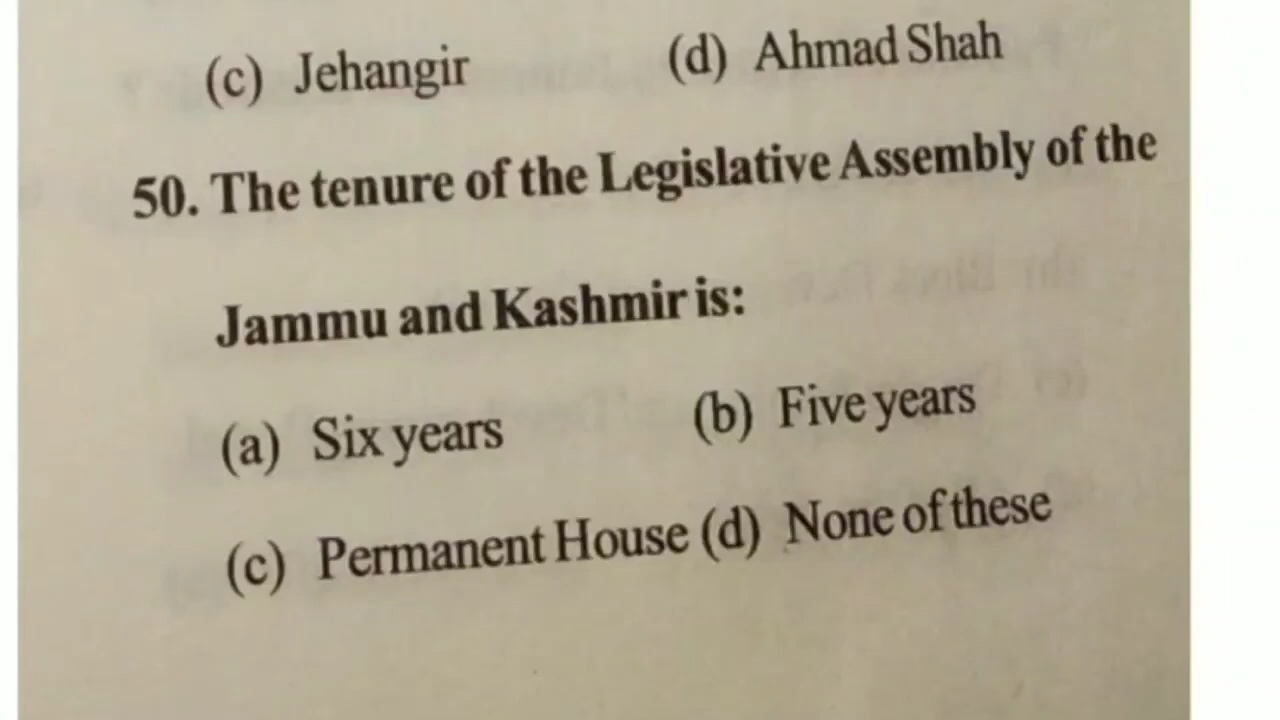 (c) Jehangir (d) Ahmad Shah
50. The tenure of the Legislative Assembly of the
Jammu and Kashmir is:
(a) Six years (b) Five years
(c) Permanent House (d) None of these